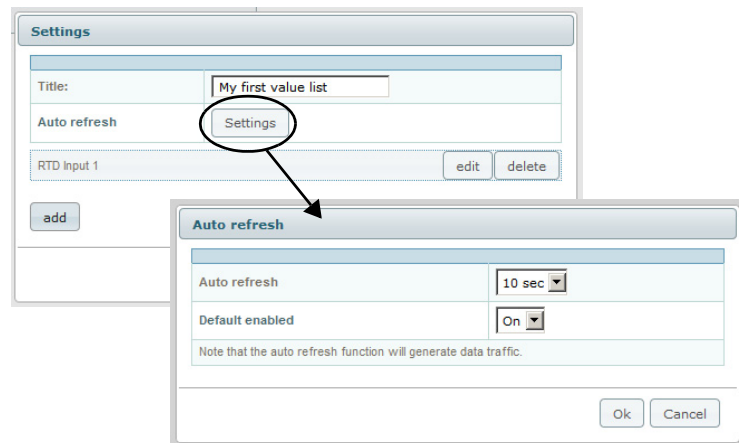 Settings
Title: My first value list
Auto refresh Settings
RTD Input 1 edit delete
add
Auto refresh
Auto refresh 10 sec
Default enabled On
Note that the auto refresh function will generate data traffic.
Ok Cancel